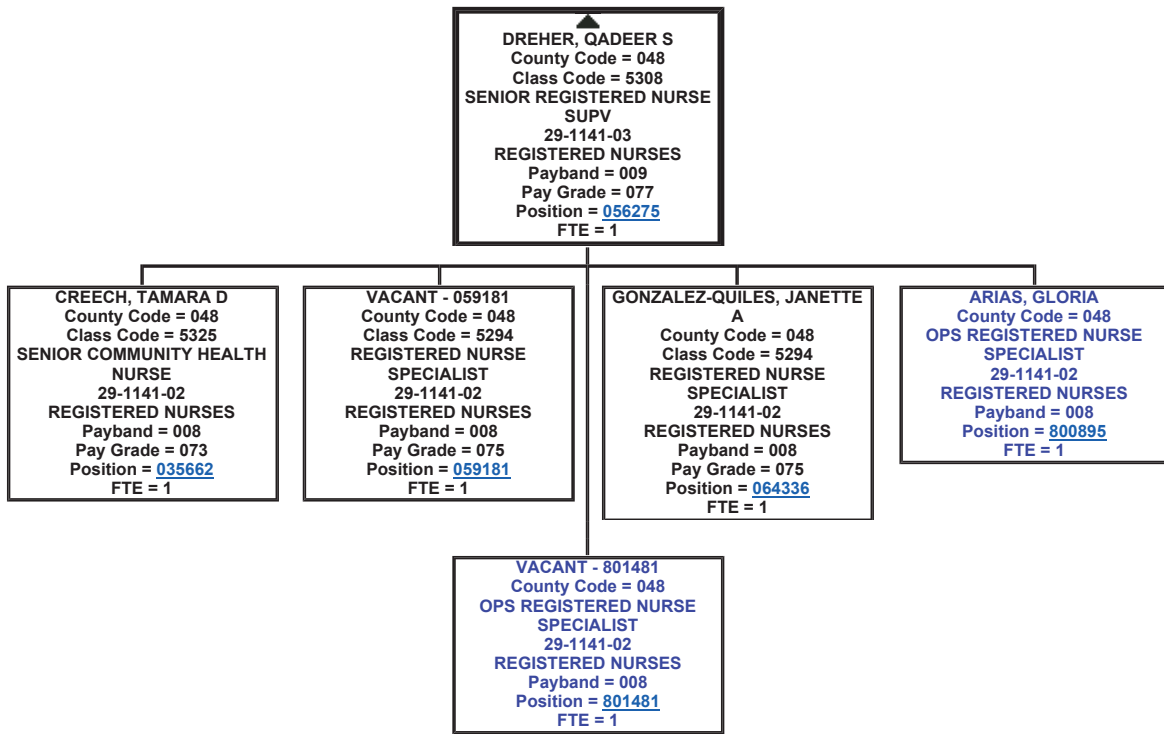 DREHER, QADEER S
County Code = 048
Class Code = 5308
SENIOR REGISTERED NURSE
SUPV
29-1141-03
REGISTERED NURSES
Payband = 009
Pay Grade = 077
Position = 056275
FTE = 1
CREECH, TAMARA D
County Code = 048
Class Code = 5325
SENIOR COMMUNITY HEALTH
NURSE
29-1141-02
REGISTERED NURSES
Payband = 008
Pay Grade = 073
Position = 035662
FTE = 1
VACANT - 059181
County Code = 048
Class Code = 5294
REGISTERED NURSE
SPECIALIST
29-1141-02
REGISTERED NURSES
Payband = 008
Pay Grade = 075
Position = 059181
FTE = 1
GONZALEZ-QUILES, JANETTE
A
County Code = 048
Class Code = 5294
REGISTERED NURSE
SPECIALIST
29-1141-02
REGISTERED NURSES
Payband = 008
Pay Grade = 075
Position = 064336
FTE = 1
ARIAS, GLORIA
County Code = 048
OPS REGISTERED NURSE
SPECIALIST
29-1141-02
REGISTERED NURSES
Payband = 008
Position = 800895
FTE = 1
VACANT - 801481
County Code = 048
OPS REGISTERED NURSE
SPECIALIST
29-1141-02
REGISTERED NURSES
Payband = 008
Position = 801481
FTE = 1